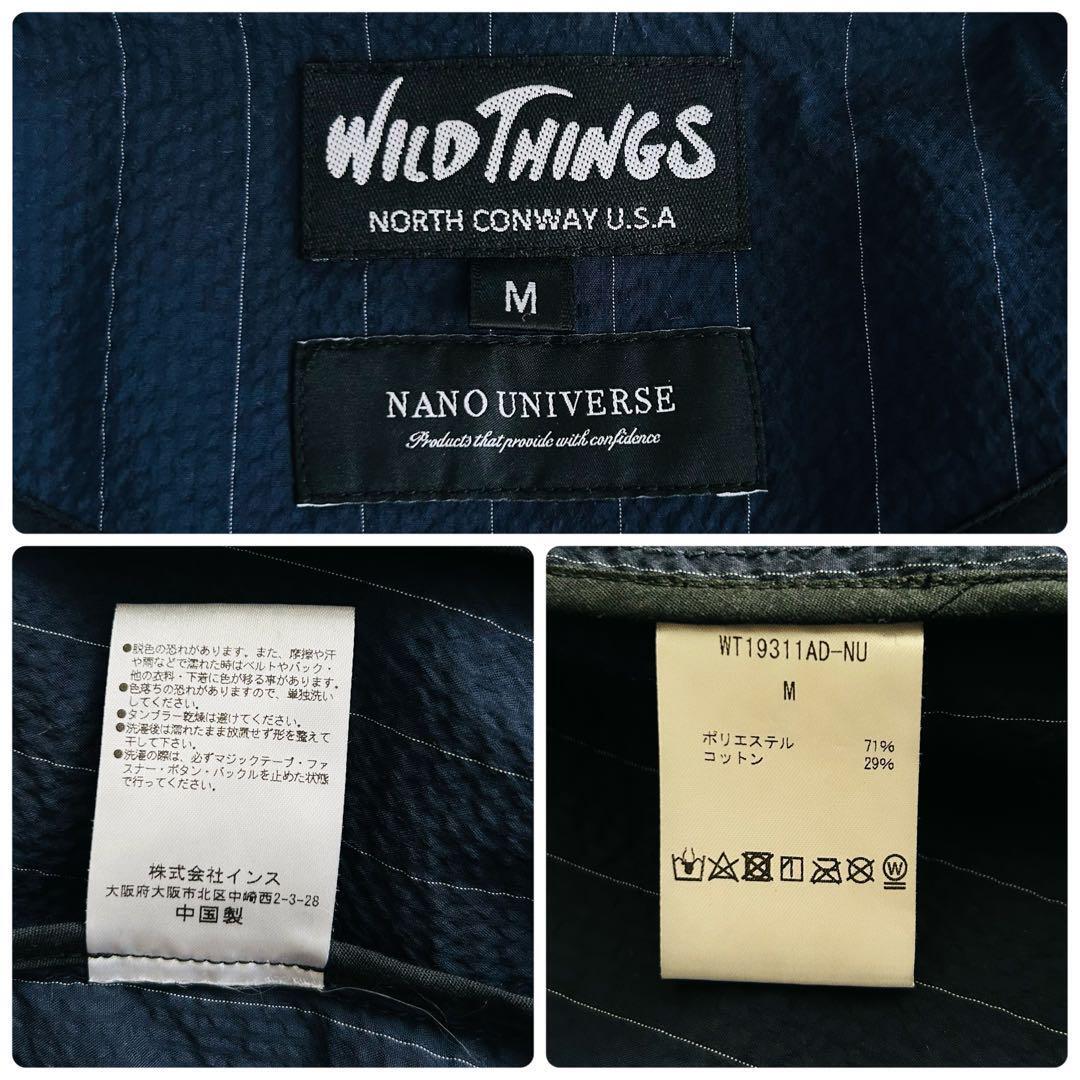 WILD THINGS
NORTH CONWAY U.S.A
M
NANO UNIVERSE
Products that provide with confidence
●脱色の恐れがあります。また、摩擦や汗
や雨などで濡れた時はベルトやバック・
他の衣料・下着に色が移る事があります。
●色落ちの恐れがありますので、単独洗い
してください。
●タンブラー乾燥は避けてください。
●洗濯後は濡れたまま放置せず形を整えて
干して下さい。
●洗濯の際は、必ずマジックテープ・ファ
スナー・ボタン・バックルを止めた状態
で行ってください。
株式会社インス
大阪府大阪市北区中崎西2-3-28
中国製
WT19311AD-NU
M
ポリエステル 71%
コットン 29%
W